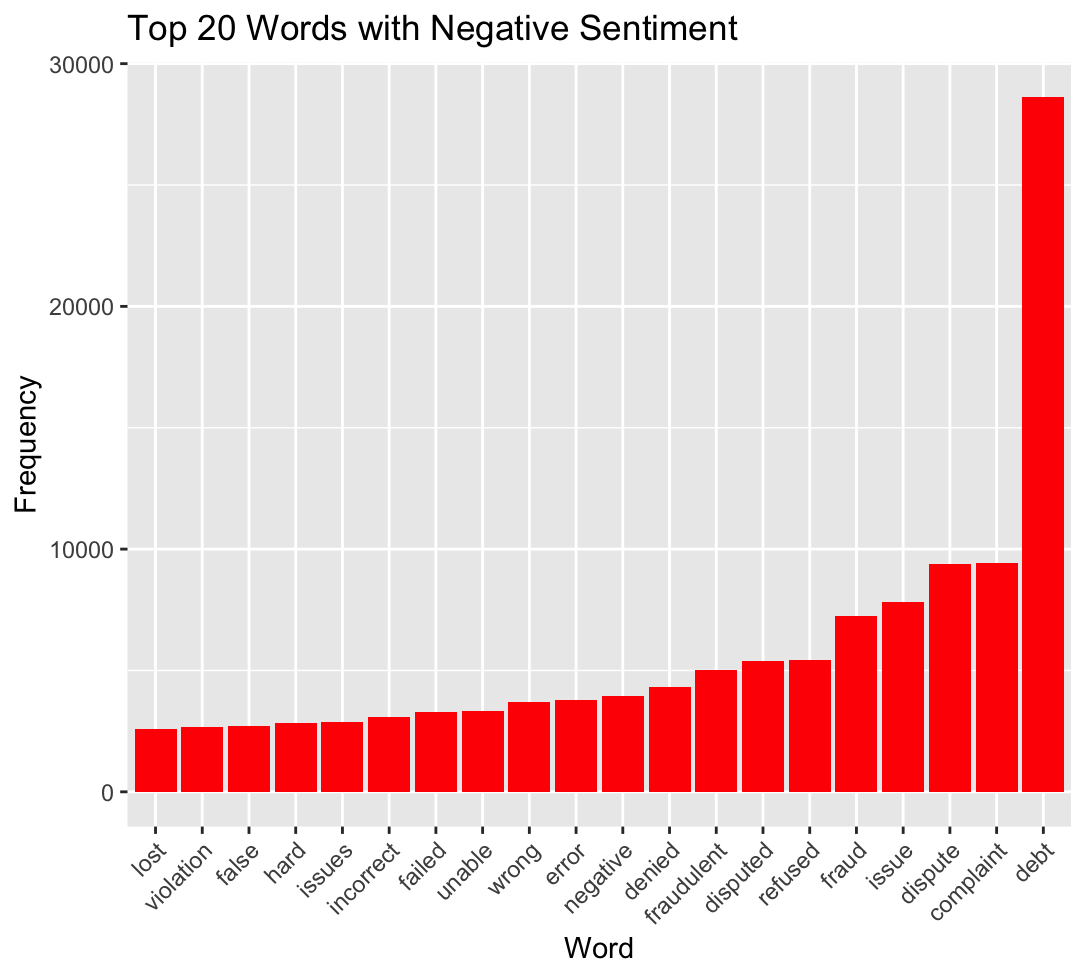 Top 20 Words with Negative Sentiment
30000
20000
10000
0
Frequency
lost
violation
false
hard
issues
incorrect
failed
unable
wrong
error
negative
denied
fraudulent
disputed
refused
fraud
issue
dispute
complaint
debt
Word